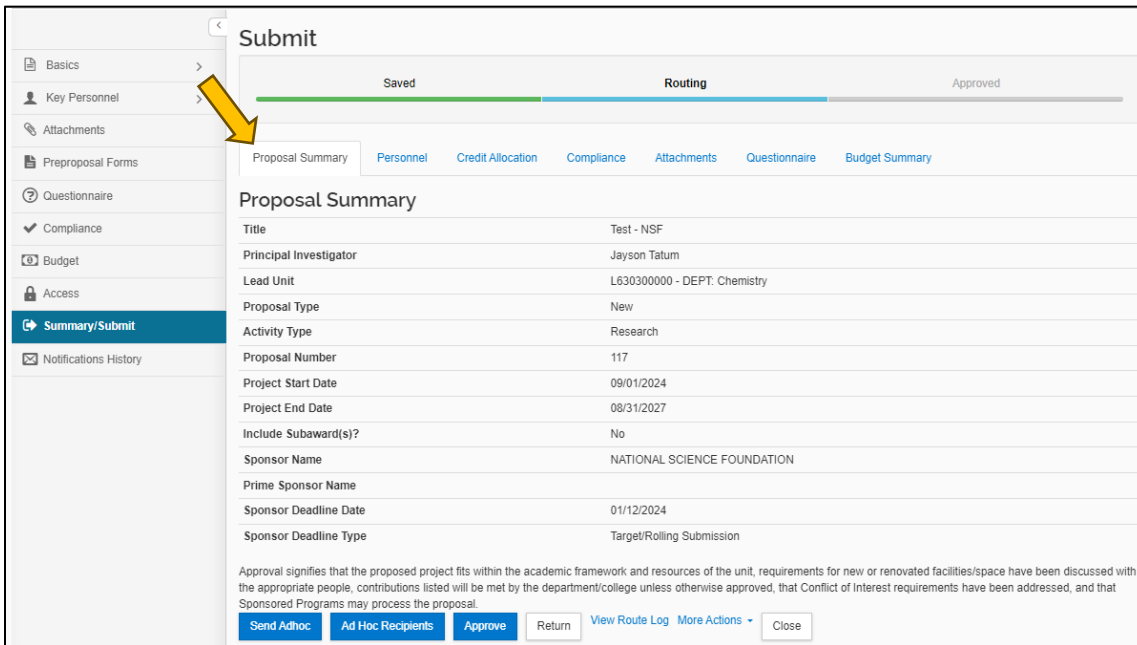 Submit
Basics
Key Personnel
Attachments
Preproposal Forms
Questionnaire
Compliance
Budget
Access
Summary/Submit
Notifications History
Saved Routing Approved
Proposal Summary Personnel Credit Allocation Compliance Attachments Questionnaire Budget Summary
Proposal Summary
Title Test - NSF
Principal Investigator Jayson Tatum
Lead Unit L630300000 - DEPT: Chemistry
Proposal Type New
Activity Type Research
Proposal Number 117
Project Start Date 09/01/2024
Project End Date 08/31/2027
Include Subaward(s)? No
Sponsor Name NATIONAL SCIENCE FOUNDATION
Prime Sponsor Name
Sponsor Deadline Date 01/12/2024
Sponsor Deadline Type Target/Rolling Submission
Approval signifies that the proposed project fits within the academic framework and resources of the unit, requirements for new or renovated facilities/space have been discussed with
the appropriate people, contributions listed will be met by the department/college unless otherwise approved, that Conflict of Interest requirements have been addressed, and that
Sponsored Programs may process the proposal.
Send Adhoc Ad Hoc Recipients Approve Return View Route Log More Actions Close